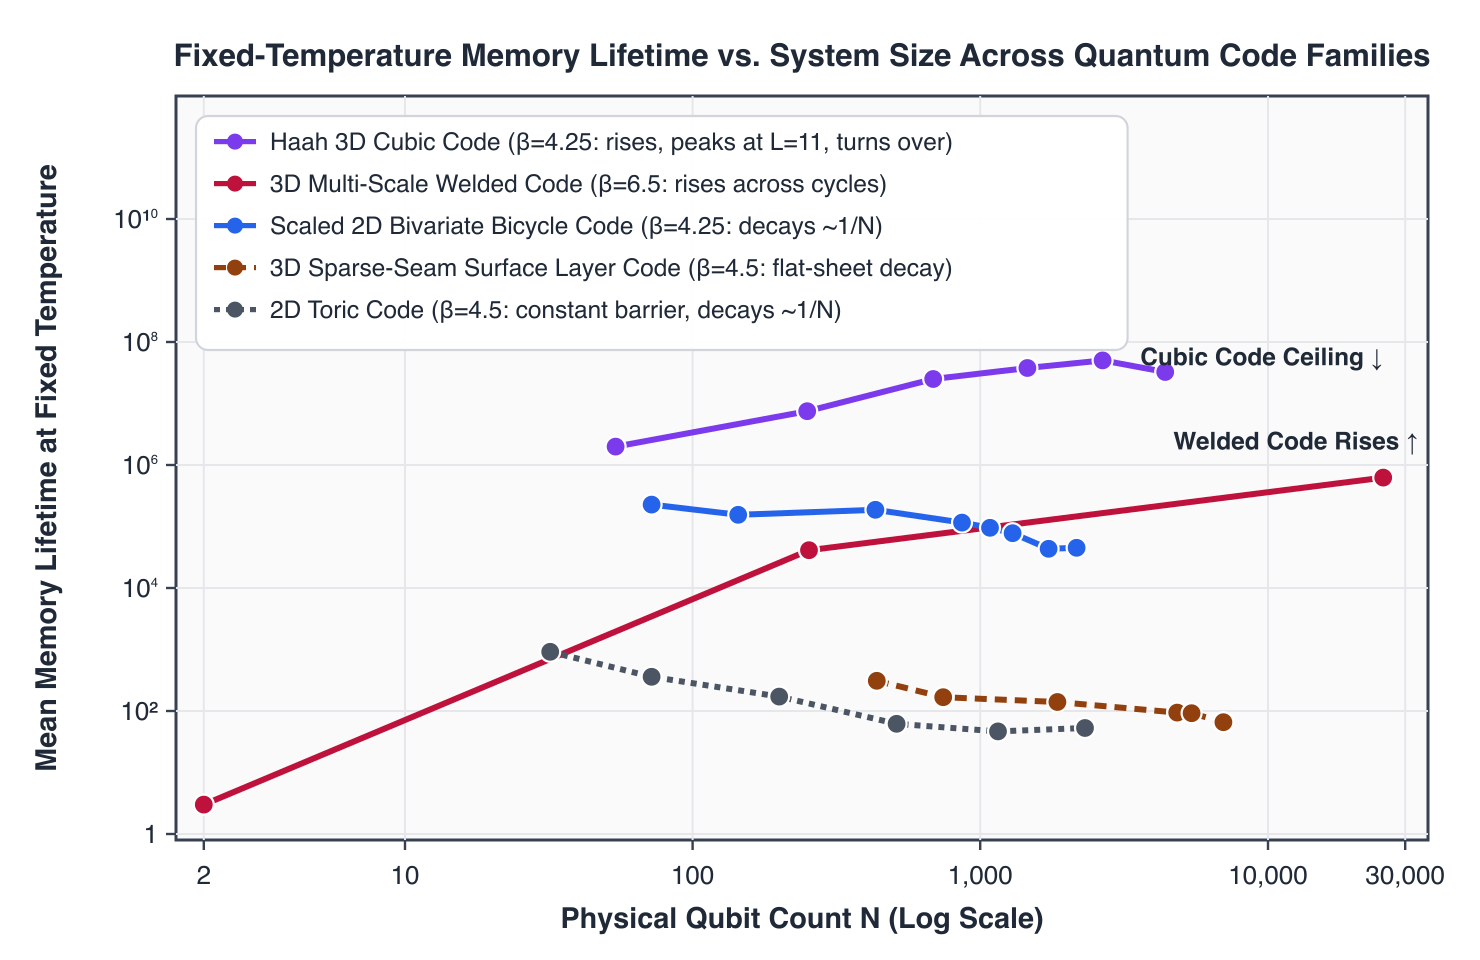 Fixed-Temperature Memory Lifetime vs. System Size Across Quantum Code Families
Haah 3D Cubic Code (β=4.25: rises, peaks at L=11, turns over)
3D Multi-Scale Welded Code (β=6.5: rises across cycles)
Scaled 2D Bivariate Bicycle Code (β=4.25: decays ~1/N)
3D Sparse-Seam Surface Layer Code (β=4.5: flat-sheet decay)
2D Toric Code (β=4.5: constant barrier, decays ~1/N)
Mean Memory Lifetime at Fixed Temperature
10¹⁰
10⁸
10⁶
10⁴
10²
1
Cubic Code Ceiling ↓
Welded Code Rises ↑
2 10 100 1,000 10,000 30,000
Physical Qubit Count N (Log Scale)